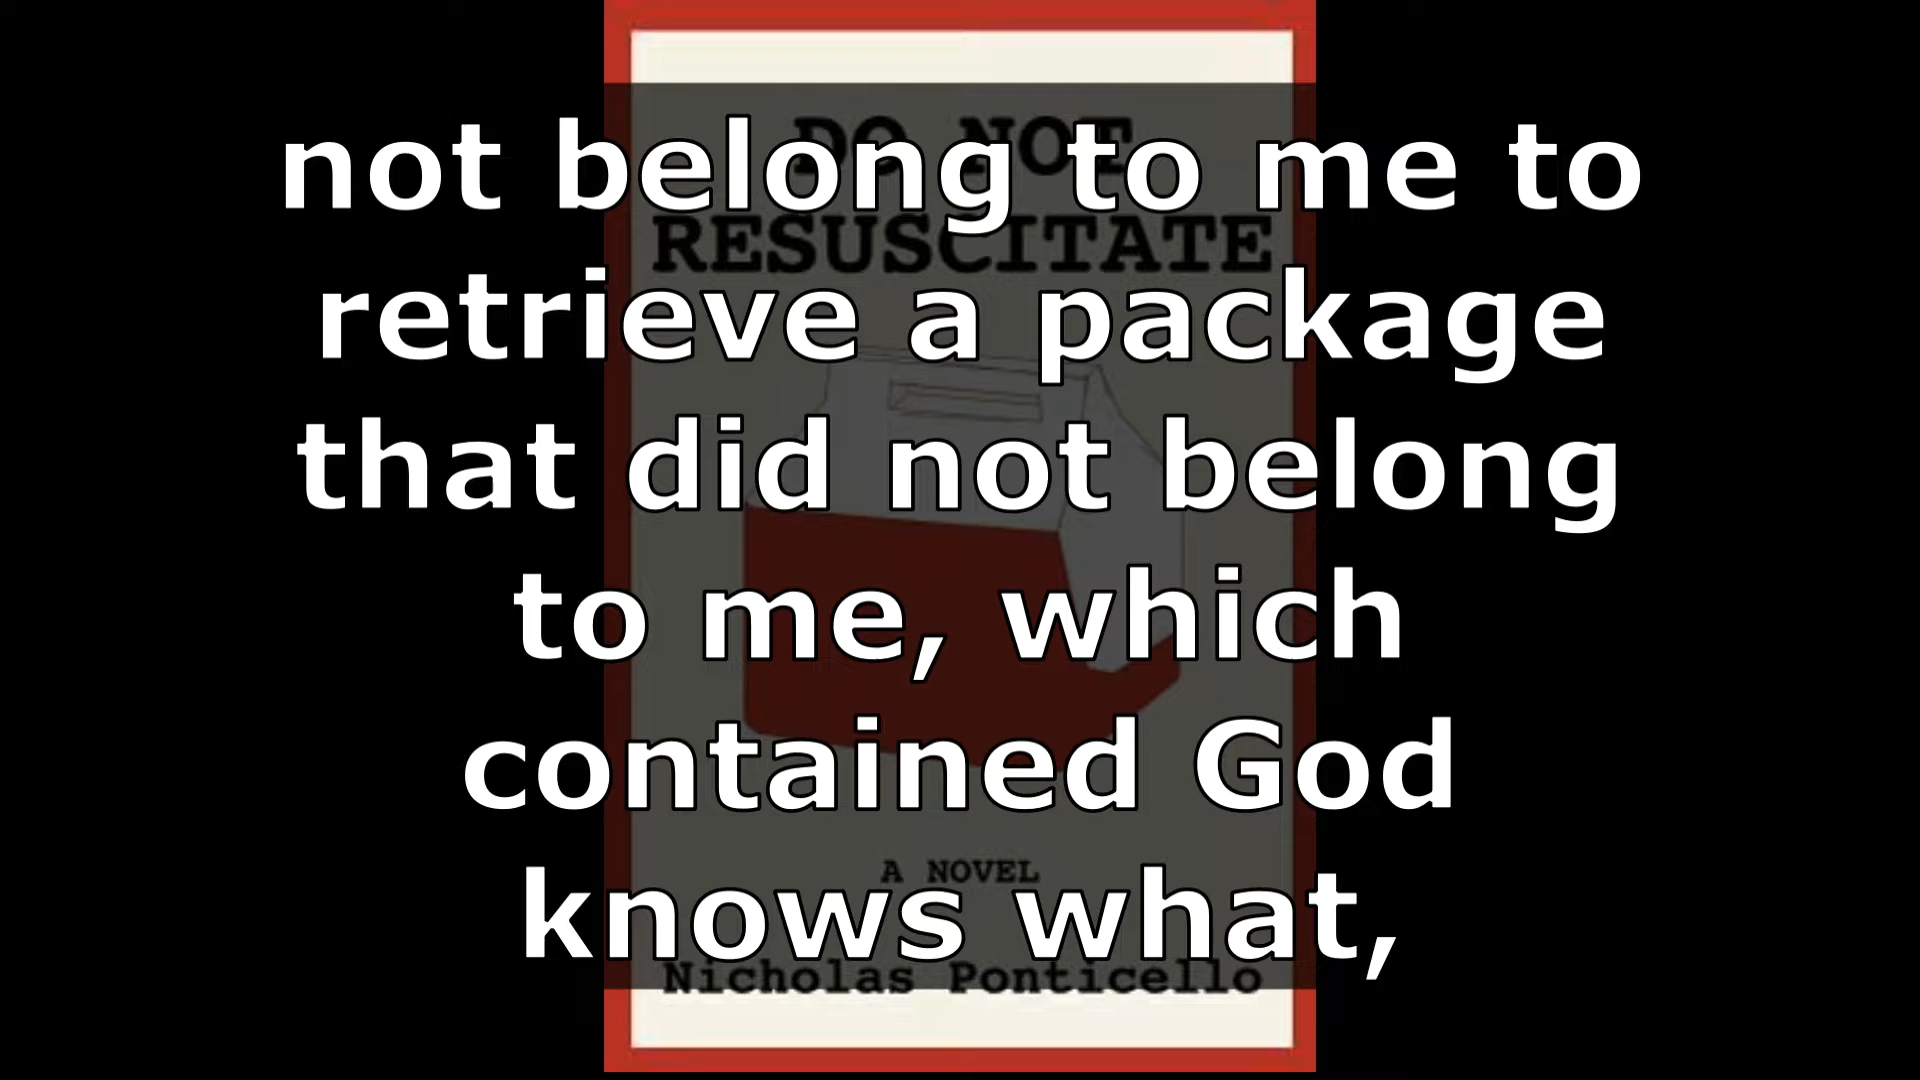 DO NOT
not belong to me to
RESUSCITATE
retrieve a package
that did not belong
to me, which
contained God
A NOVEL
knows what,
Nicholas Ponticello